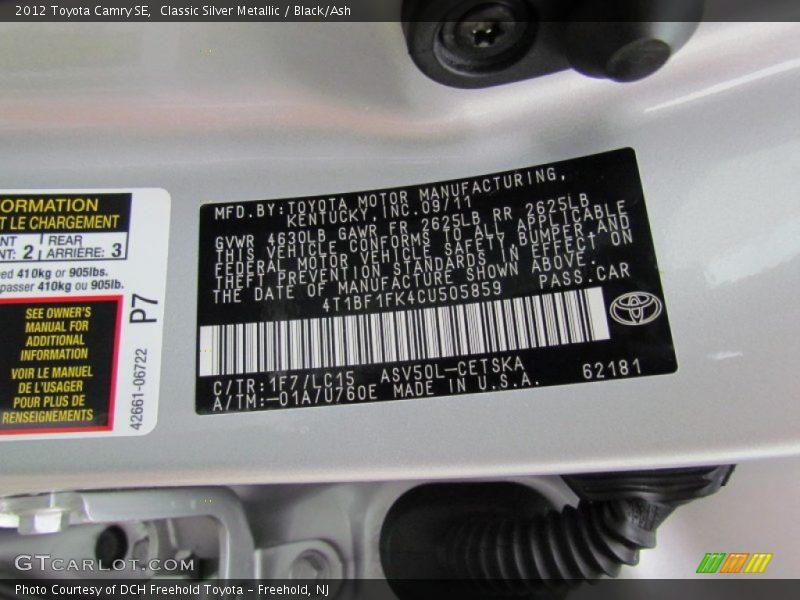 2012 Toyota Camry SE, Classic Silver Metallic / Black/Ash
ORMATION
T LE CHARGEMENT
NT
NT: 2
REAR
ARRIÈRE: 3
ed 410kg or 905lbs.
passer 410kg ou 905lb.
SEE OWNER'S
MANUAL FOR
ADDITIONAL
INFORMATION
VOIR LE MANUEL
DE L'USAGER
POUR PLUS DE
RENSEIGNEMENTS
P7
42661-06722
MFD.BY:TOYOTA MOTOR MANUFACTURING,
KENTUCKY,INC.09/11
GVWR 4630LB GAWR FR 2625LB RR 2625LB
THIS VEHICLE CONFORMS TO ALL APPLICABLE
FEDERAL MOTOR VEHICLE SAFETY,BUMPER AND
THEFT PREVENTION STANDARDS IN EFFECT ON
THE DATE OF MANUFACTURE SHOWN ABOVE.
4T1BF1FK4CU505859 PASS.CAR
C/TR:1F7/LC15 ASV50L-CETSKA
A/TM:-01A/U760E MADE IN U.S.A. 62181
GTCARLOT.COM
Photo Courtesy of DCH Freehold Toyota - Freehold, NJ